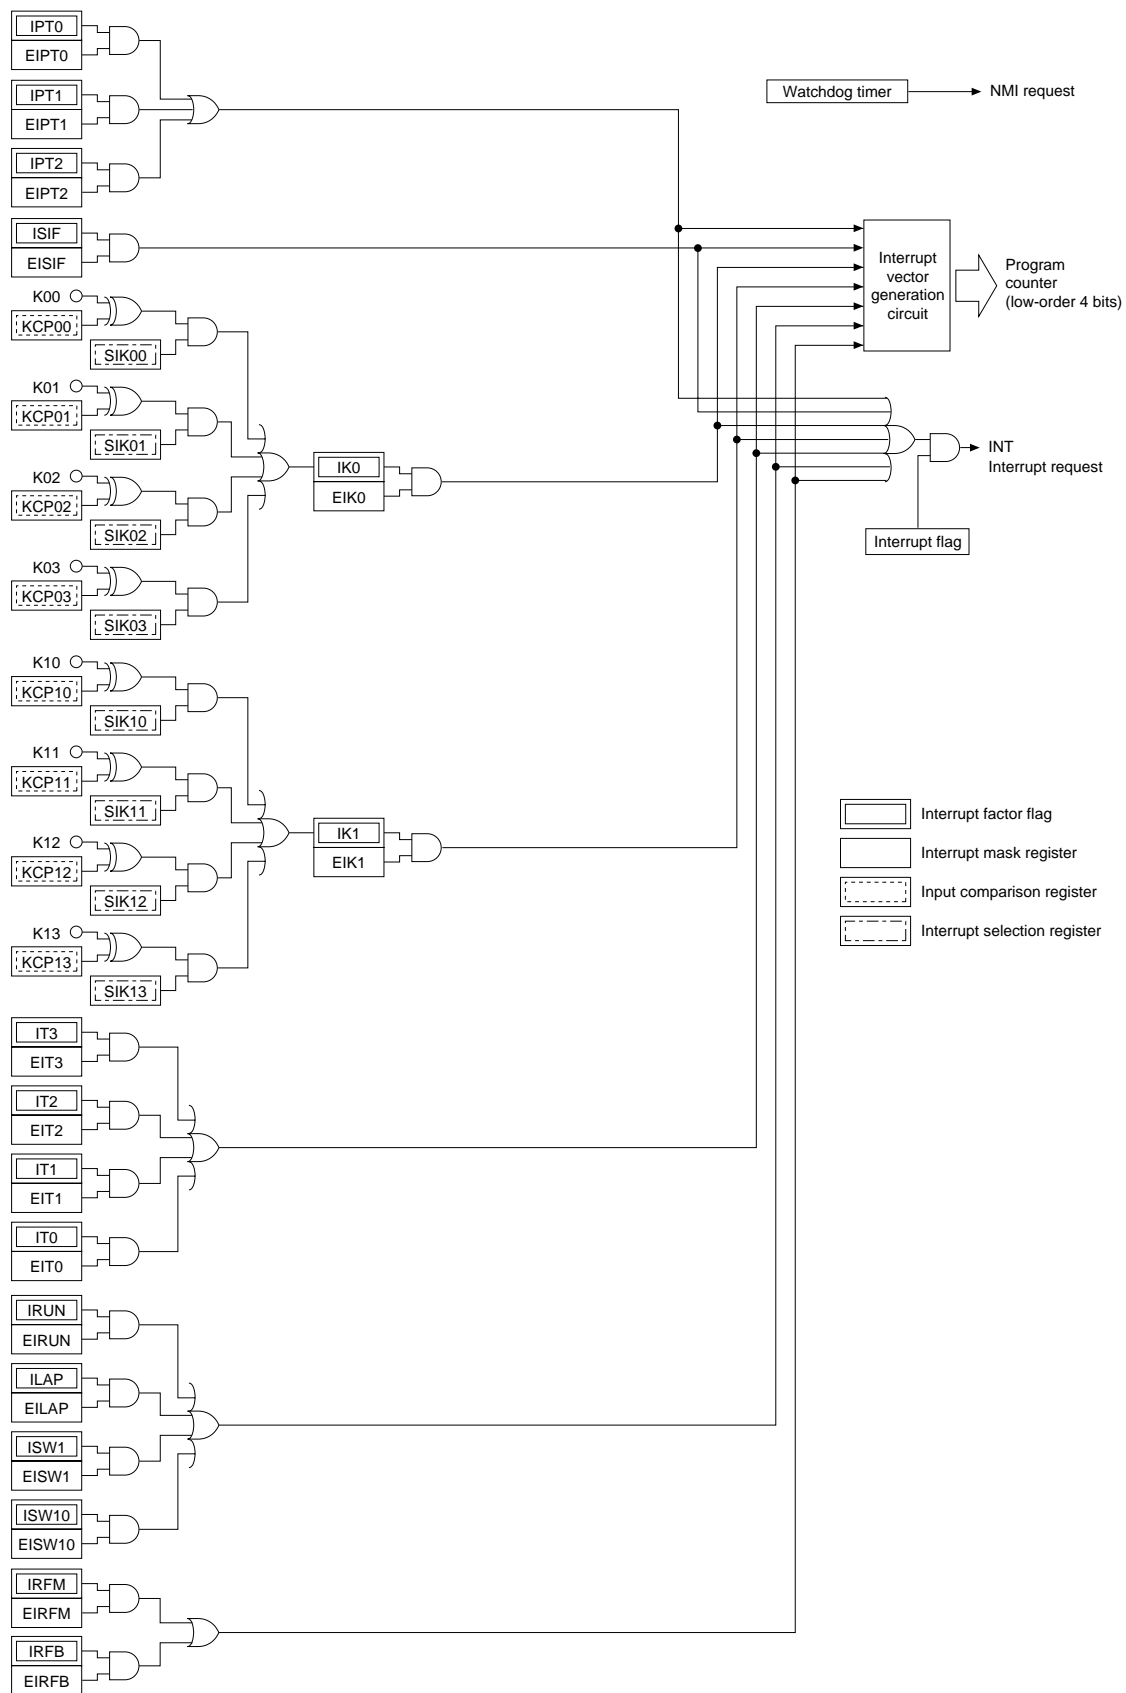 IPT0
EIPT0
IPT1
EIPT1
IPT2
EIPT2
Watchdog timer
NMI request
ISIF
EISIF
Interrupt
vector
generation
circuit
Program
counter
(low-order 4 bits)
K00
KCP00
SIK00
K01
KCP01
SIK01
K02
KCP02
SIK02
K03
KCP03
SIK03
IK0
EIK0
INT
Interrupt request
Interrupt flag
K10
KCP10
SIK10
K11
KCP11
SIK11
K12
KCP12
SIK12
K13
KCP13
SIK13
IK1
EIK1
Interrupt factor flag
Interrupt mask register
Input comparison register
Interrupt selection register
IT3
EIT3
IT2
EIT2
IT1
EIT1
IT0
EIT0
IRUN
EIRUN
ILAP
EILAP
ISW1
EISW1
ISW10
EISW10
IRFM
EIRFM
IRFB
EIRFB